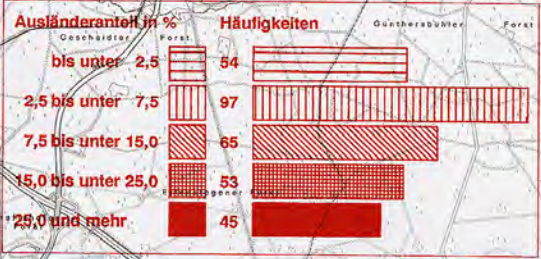 Ausländeranteil in % Häufigkeiten
Günthersbühler Forst
Geschaidter Forst
bis unter 2,5 54
2,5 bis unter 7,5 97
7,5 bis unter 15,0 65
15,0 bis unter 25,0 53
Forst
25,0 und mehr 45